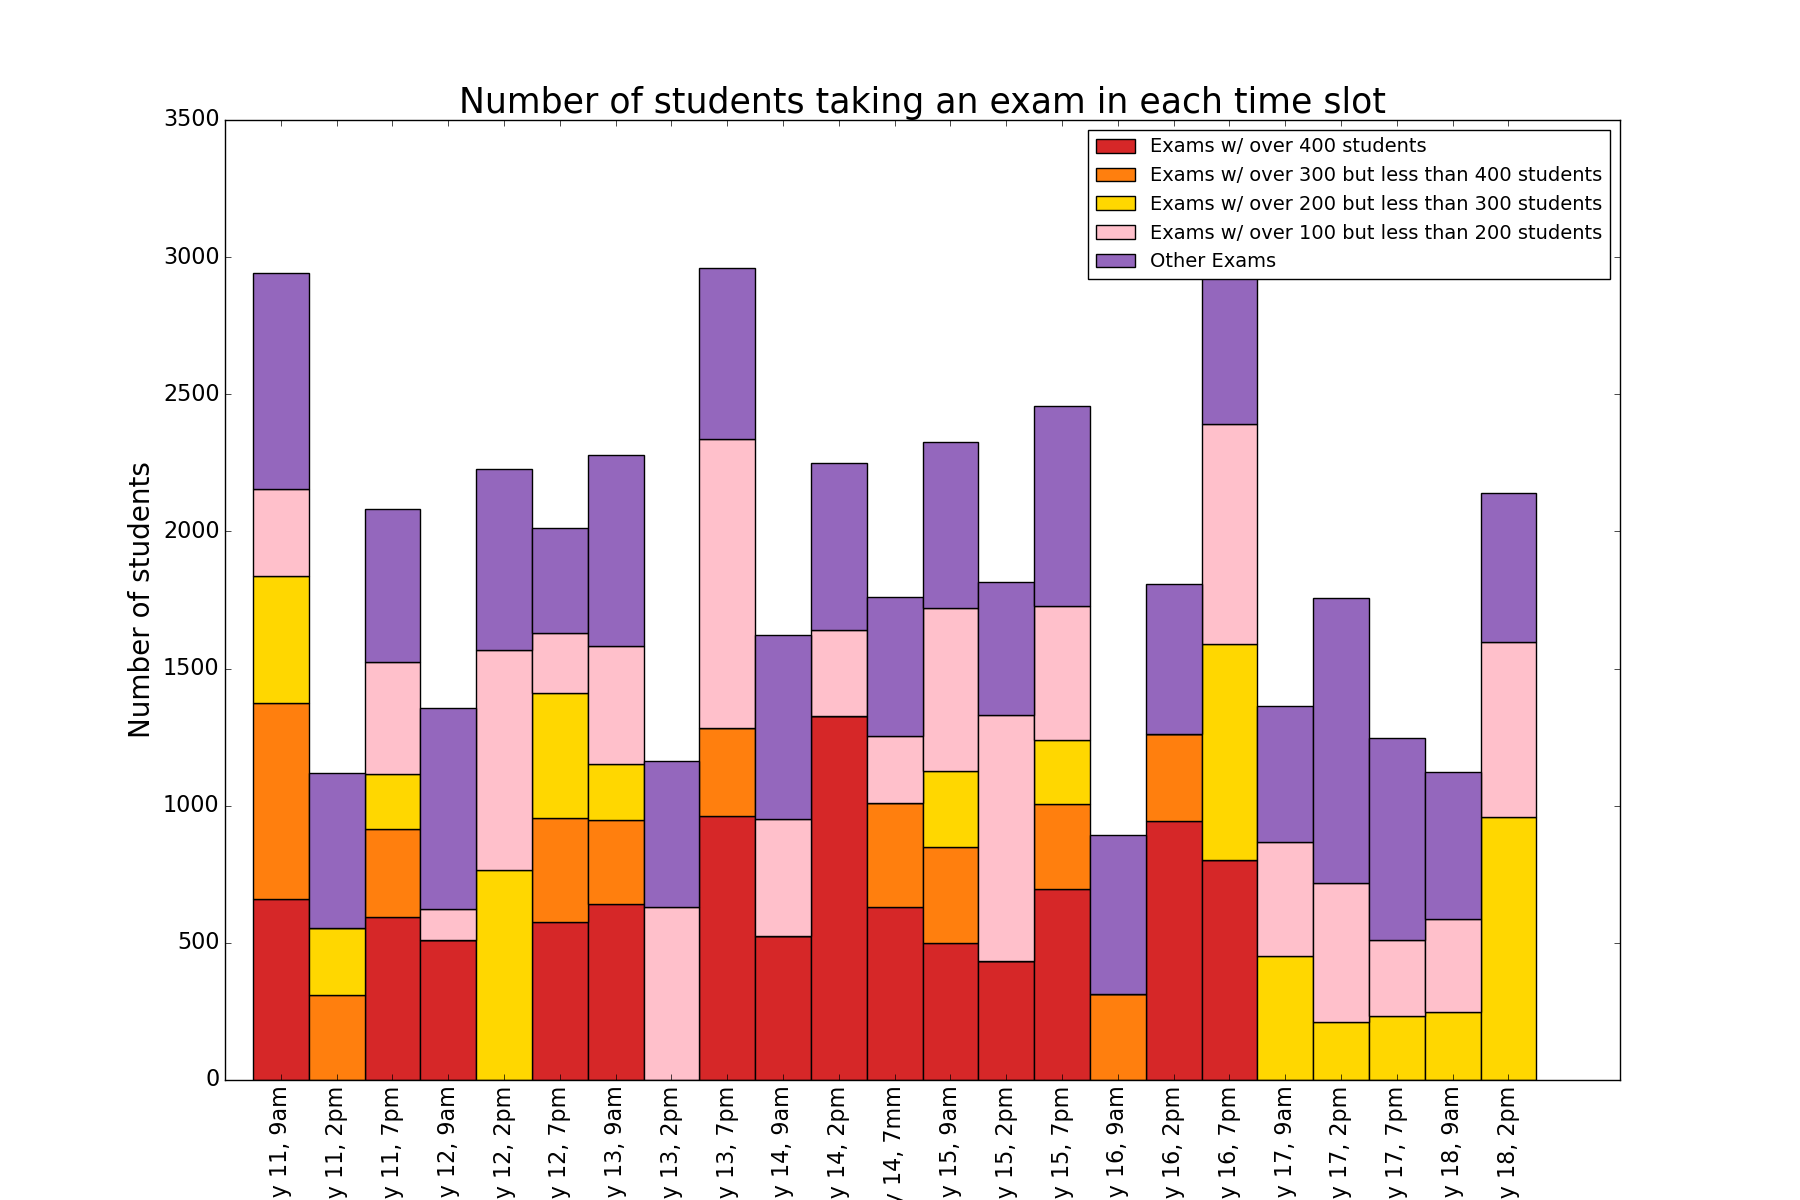 Number of students taking an exam in each time slot
Exams w/ over 400 students
Exams w/ over 300 but less than 400 students
Exams w/ over 200 but less than 300 students
Exams w/ over 100 but less than 200 students
Other Exams
Number of students
3500
3000
2500
2000
1500
1000
500
0
y 11, 9am
y 11, 2pm
y 11, 7pm
y 12, 9am
y 12, 2pm
y 12, 7pm
y 13, 9am
y 13, 2pm
y 13, 7pm
y 14, 9am
y 14, 2pm
y 14, 7mm
y 15, 9am
y 15, 2pm
y 15, 7pm
y 16, 9am
y 16, 2pm
y 16, 7pm
y 17, 9am
y 17, 2pm
y 17, 7pm
y 18, 9am
y 18, 2pm